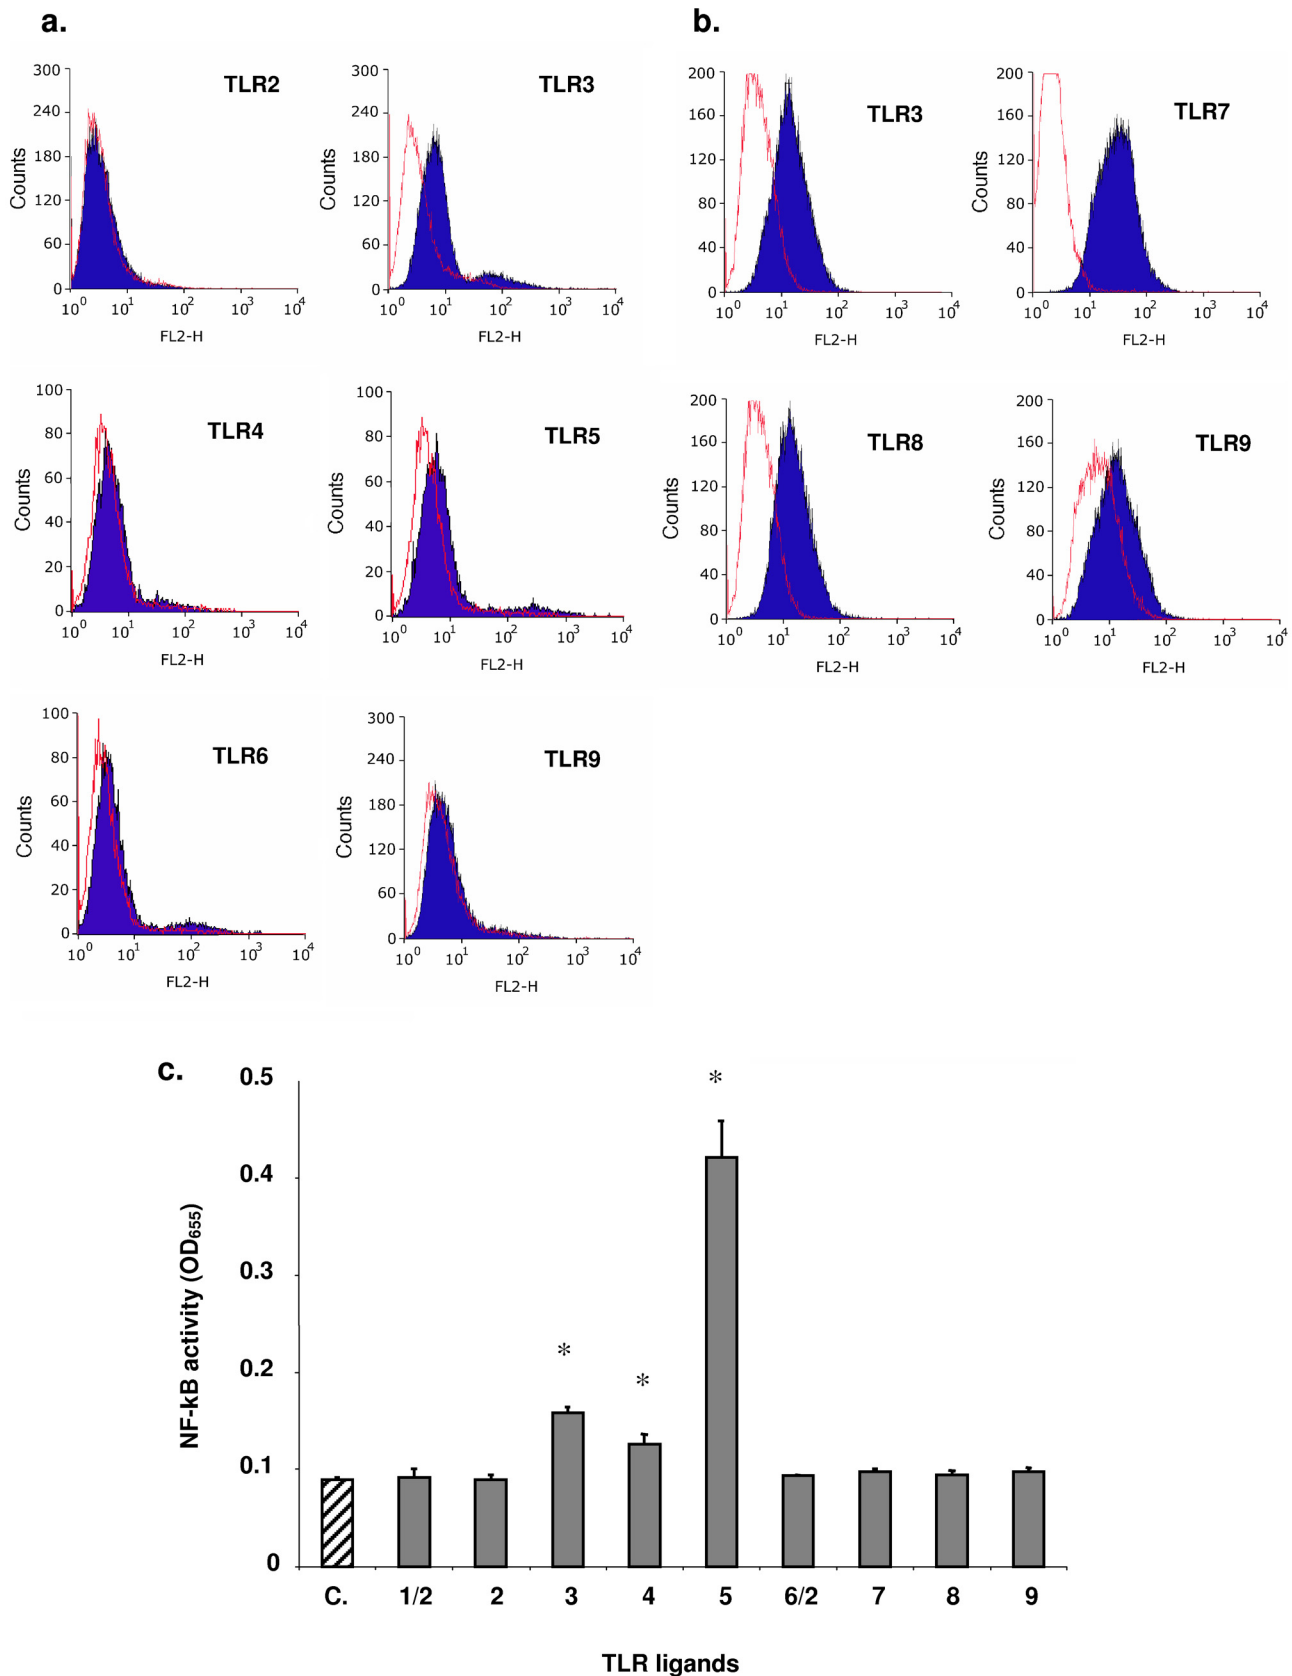 a.
b.
TLR2
300
240
180
120
60
0
Counts
10⁰ 10¹ 10² 10³ 10⁴
FL2-H
TLR3
300
240
180
120
60
0
Counts
10⁰ 10¹ 10² 10³ 10⁴
FL2-H
TLR3
200
160
120
80
40
0
Counts
10⁰ 10¹ 10² 10³ 10⁴
FL2-H
TLR7
200
160
120
80
40
0
Counts
10⁰ 10¹ 10² 10³ 10⁴
FL2-H
TLR4
100
80
60
40
20
0
Counts
10⁰ 10¹ 10² 10³ 10⁴
FL2-H
TLR5
100
80
60
40
20
0
Counts
10⁰ 10¹ 10² 10³ 10⁴
FL2-H
TLR8
200
160
120
80
40
0
Counts
10⁰ 10¹ 10² 10³ 10⁴
FL2-H
TLR9
200
160
120
80
40
0
Counts
10⁰ 10¹ 10² 10³ 10⁴
FL2-H
TLR6
100
80
60
40
20
0
Counts
10⁰ 10¹ 10² 10³ 10⁴
FL2-H
TLR9
300
240
180
120
60
0
Counts
10⁰ 10¹ 10² 10³ 10⁴
FL2-H
c.
0.5
0.4
0.3
0.2
0.1
0
NF-kB activity (OD₆₅₅)
*
*
*
C. 1/2 2 3 4 5 6/2 7 8 9
TLR ligands